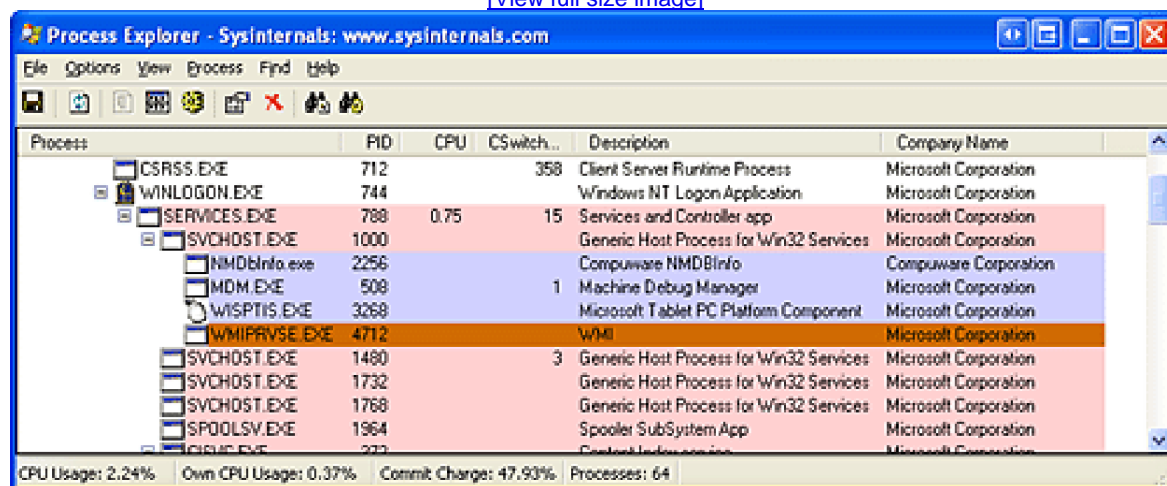 [View full size image]
Process Explorer - Sysinternals: www.sysinternals.com
File Options View Process Find Help
Process PID CPU CSwitch... Description Company Name
CSRSS.EXE 712 358 Client Server Runtime Process Microsoft Corporation
WINLOGON.EXE 744 Windows NT Logon Application Microsoft Corporation
SERVICES.EXE 788 0.75 15 Services and Controller app Microsoft Corporation
SVCHOST.EXE 1000 Generic Host Process for Win32 Services Microsoft Corporation
NMDbInfo.exe 2256 Compuware NMDBInfo Compuware Corporation
MDM.EXE 508 1 Machine Debug Manager Microsoft Corporation
WISPTIS.EXE 3268 Microsoft Tablet PC Platform Component Microsoft Corporation
WMIPRVSE.EXE 4712 WMI Microsoft Corporation
SVCHOST.EXE 1480 3 Generic Host Process for Win32 Services Microsoft Corporation
SVCHOST.EXE 1732 Generic Host Process for Win32 Services Microsoft Corporation
SVCHOST.EXE 1768 Generic Host Process for Win32 Services Microsoft Corporation
SPOOLSV.EXE 1964 Spooler SubSystem App Microsoft Corporation
CPU Usage: 2.24% Own CPU Usage: 0.37% Commit Charge: 47.93% Processes: 64